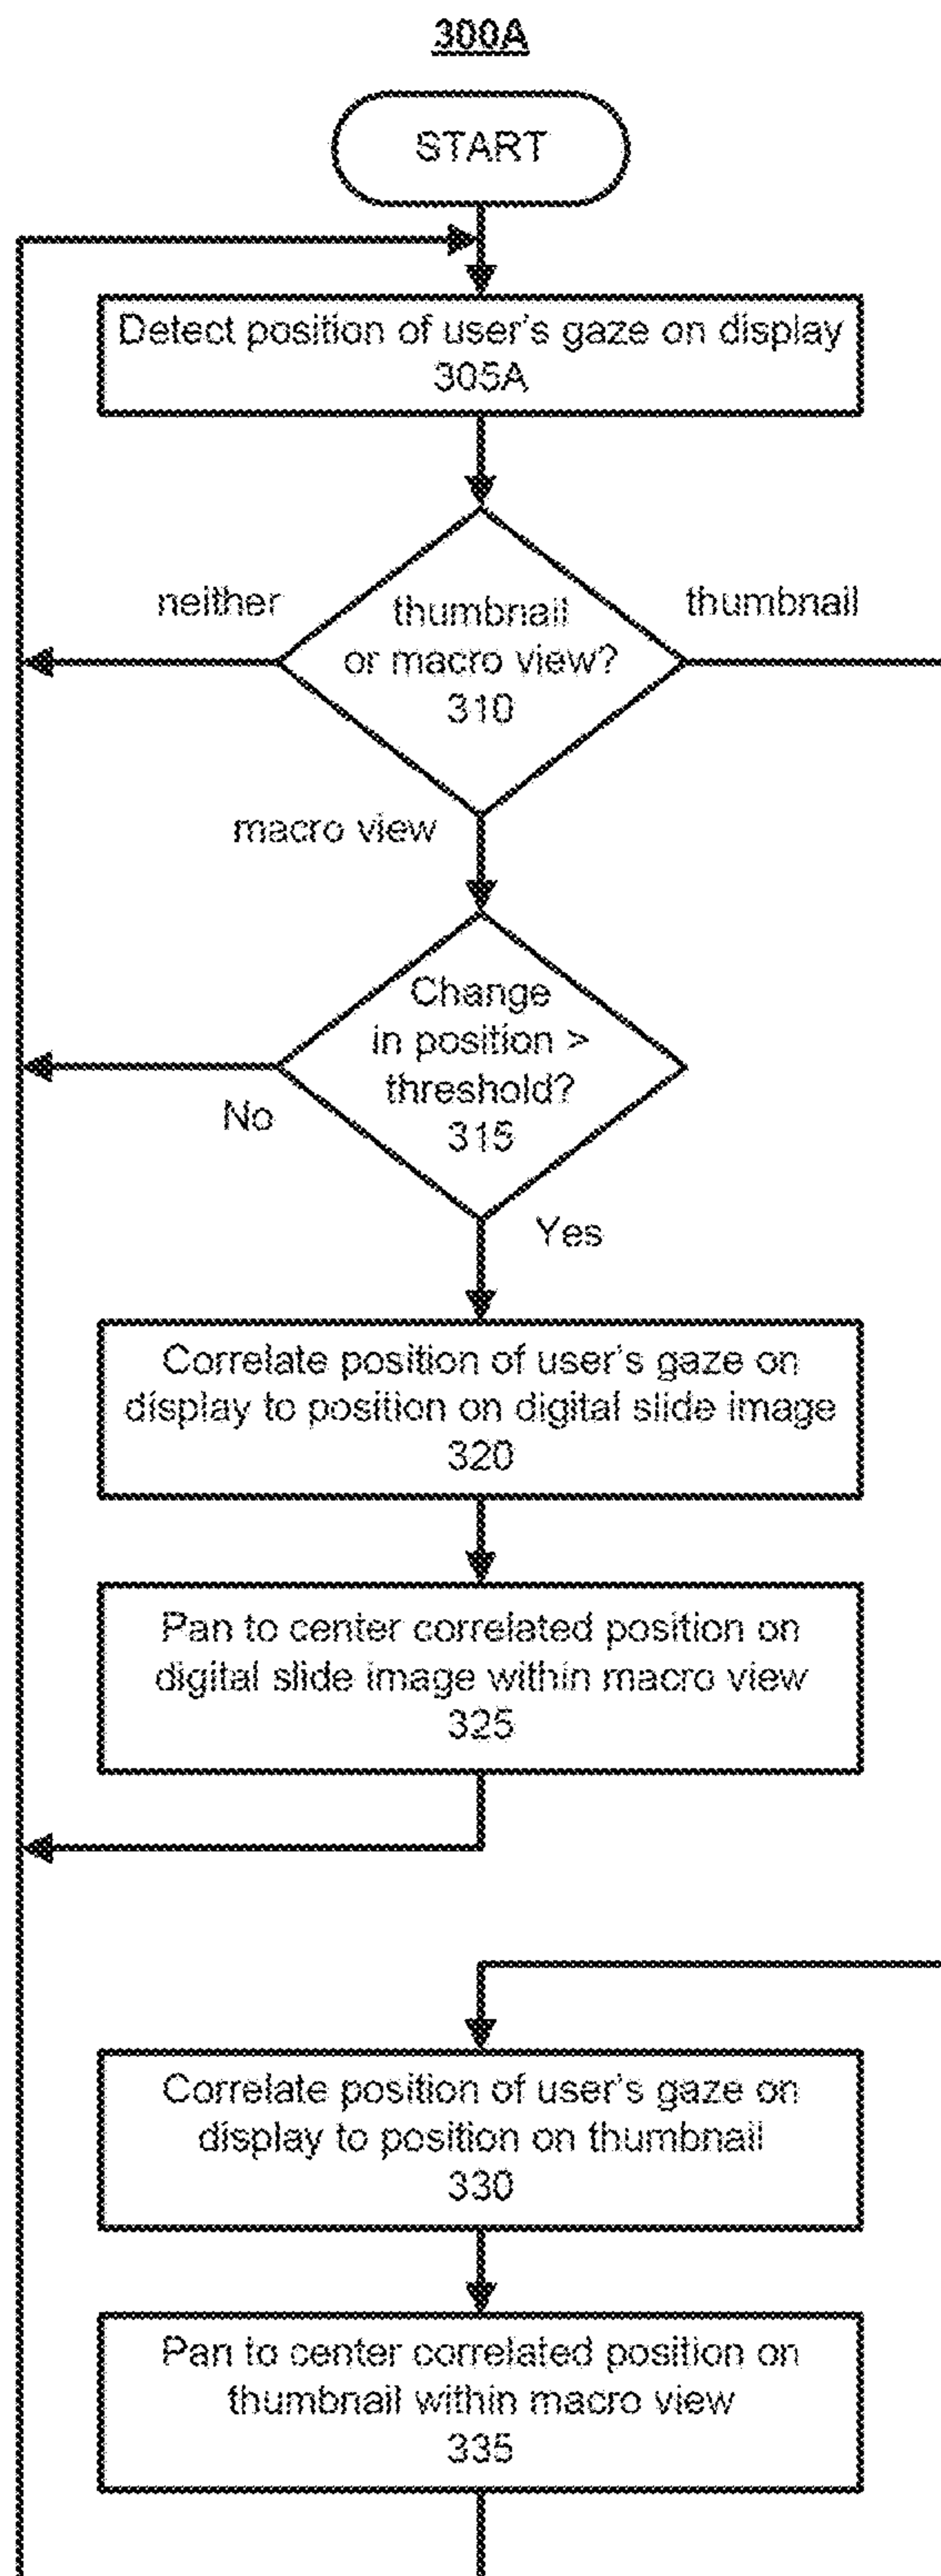 300A
START
Detect position of user's gaze on display
305A
neither
thumbnail
thumbnail
or macro view?
310
macro view
Change
in position >
threshold?
315
No
Yes
Correlate position of user's gaze on
display to position on digital slide image
320
Pan to center correlated position on
digital slide image within macro view
325
Correlate position of user's gaze on
display to position on thumbnail
330
Pan to center correlated position on
thumbnail within macro view
335